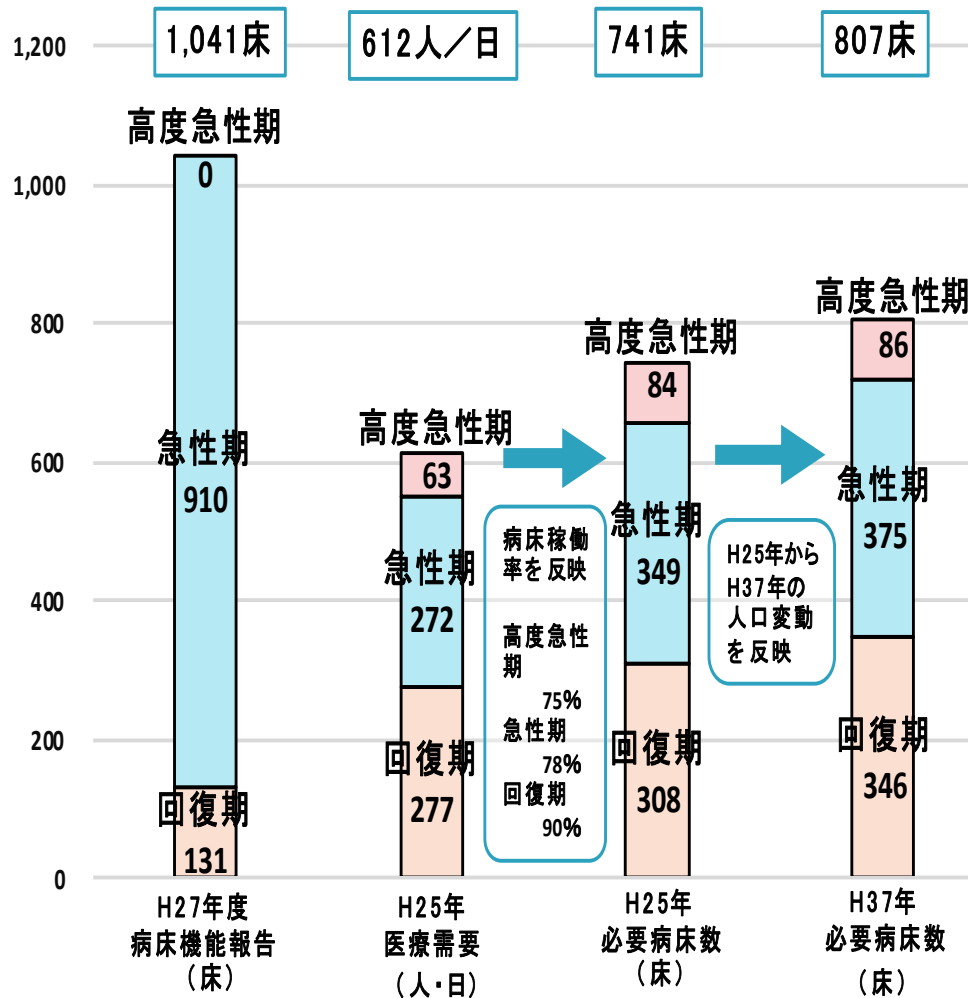 1,041床
612人／日
741床
807床
1,200
1,000
800
600
400
200
0
高度急性期
0
急性期
910
回復期
131
高度急性期
63
急性期
272
回復期
277
病床稼働
率を反映
高度急性
期
75%
急性期
78%
回復期
90%
高度急性期
84
急性期
349
回復期
308
H25年から
H37年の
人口変動
を反映
高度急性期
86
急性期
375
回復期
346
H27年度
病床機能報告
（床）
H25年
医療需要
（人・日）
H25年
必要病床数
（床）
H37年
必要病床数
（床）